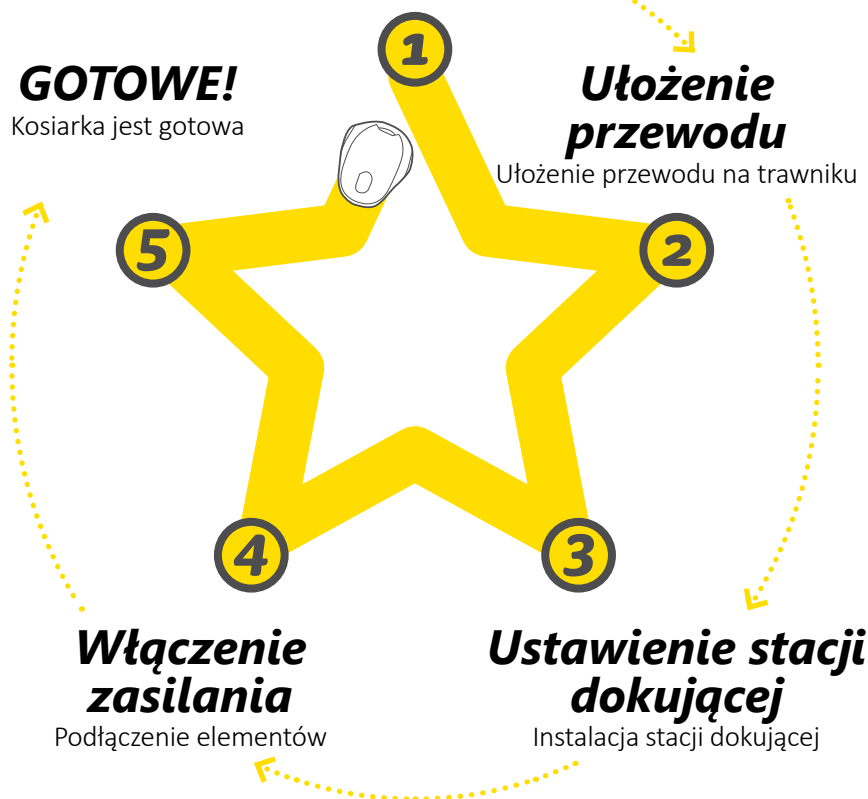 1
Ułożenie
przewodu
Ułożenie przewodu na trawniku
2
3
Ustawienie stacji
dokującej
Instalacja stacji dokującej
4
Włączenie
zasilania
Podłączenie elementów
5
GOTOWE!
Kosiarka jest gotowa